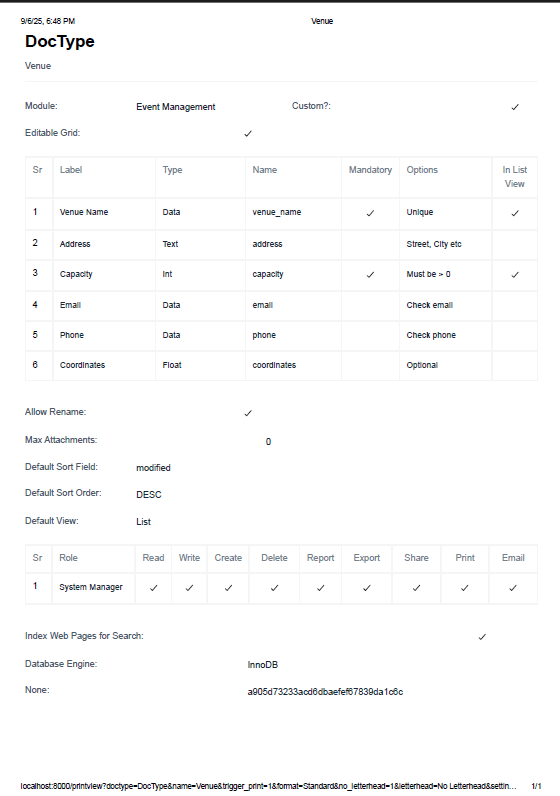 9/6/25, 6:48 PM Venue
DocType
Venue
Module: Event Management Custom?: ✓
Editable Grid: ✓
Sr Label Type Name Mandatory Options In List View
1 Venue Name Data venue_name ✓ Unique ✓
2 Address Text address Street, City etc
3 Capacity Int capacity ✓ Must be > 0 ✓
4 Email Data email Check email
5 Phone Data phone Check phone
6 Coordinates Float coordinates Optional
Allow Rename: ✓
Max Attachments: 0
Default Sort Field: modified
Default Sort Order: DESC
Default View: List
Sr Role Read Write Create Delete Report Export Share Print Email
1 System Manager ✓ ✓ ✓ ✓ ✓ ✓ ✓ ✓ ✓
Index Web Pages for Search: ✓
Database Engine: InnoDB
None: a905d73233acd6dbaefef67839da1c6c
localhost:8000/printview?doctype=DocType&name=Venue&trigger_print=1&format=Standard&no_letterhead=1&letterhead=No Letterhead&settin… 1/1